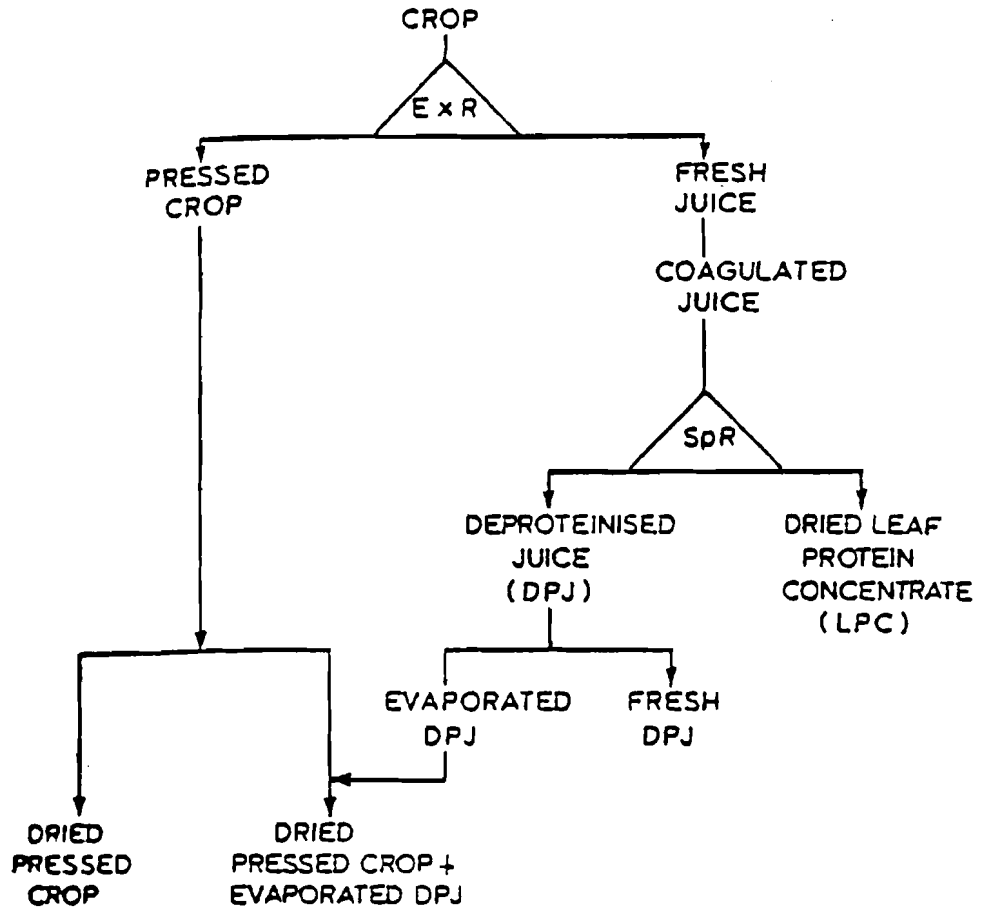 CROP
E x R
PRESSED
CROP
FRESH
JUICE
COAGULATED
JUICE
SpR
DEPROTEINISED
JUICE
(DPJ)
DRIED LEAF
PROTEIN
CONCENTRATE
(LPC)
EVAPORATED
DPJ
FRESH
DPJ
DRIED
PRESSED
CROP
DRIED
PRESSED CROP +
EVAPORATED DPJ